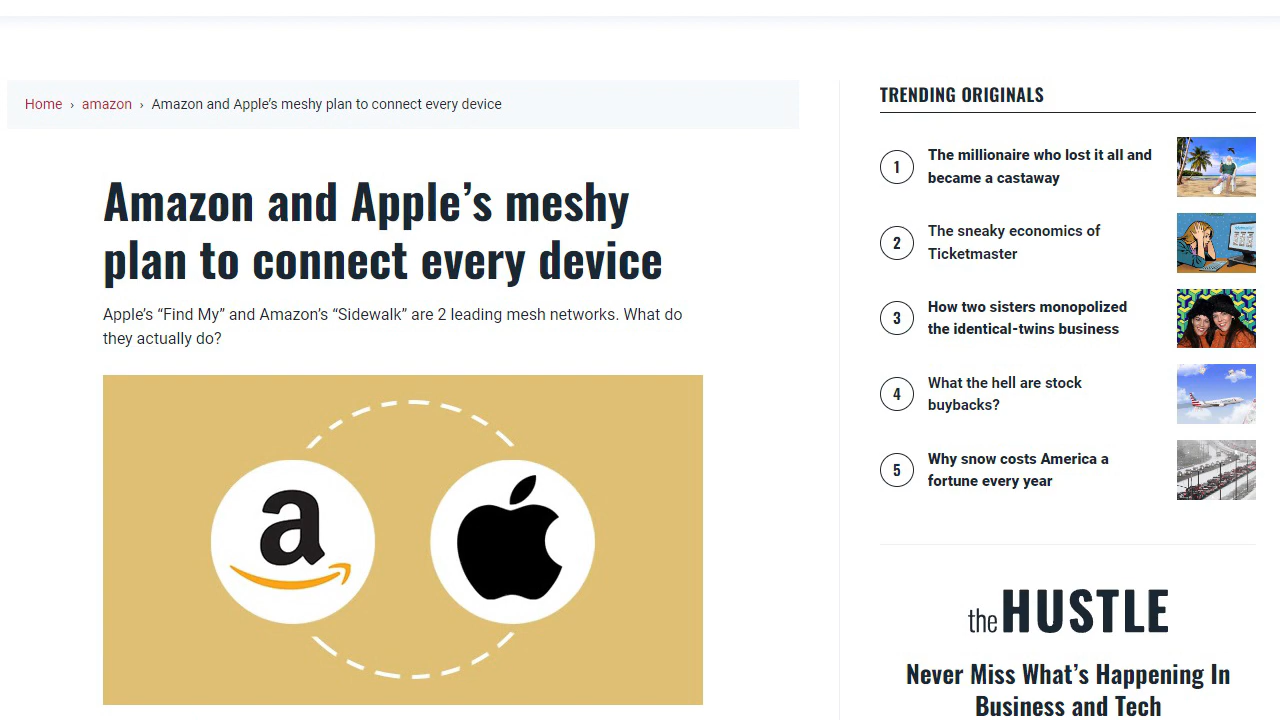 Home › amazon › Amazon and Apple’s meshy plan to connect every device
Amazon and Apple’s meshy
plan to connect every device
Apple’s “Find My” and Amazon’s “Sidewalk” are 2 leading mesh networks. What do
they actually do?
a
TRENDING ORIGINALS
1
The millionaire who lost it all and
became a castaway
2
The sneaky economics of
Ticketmaster
3
How two sisters monopolized
the identical-twins business
4
What the hell are stock
buybacks?
5
Why snow costs America a
fortune every year
the HUSTLE
Never Miss What’s Happening In
Business and Tech